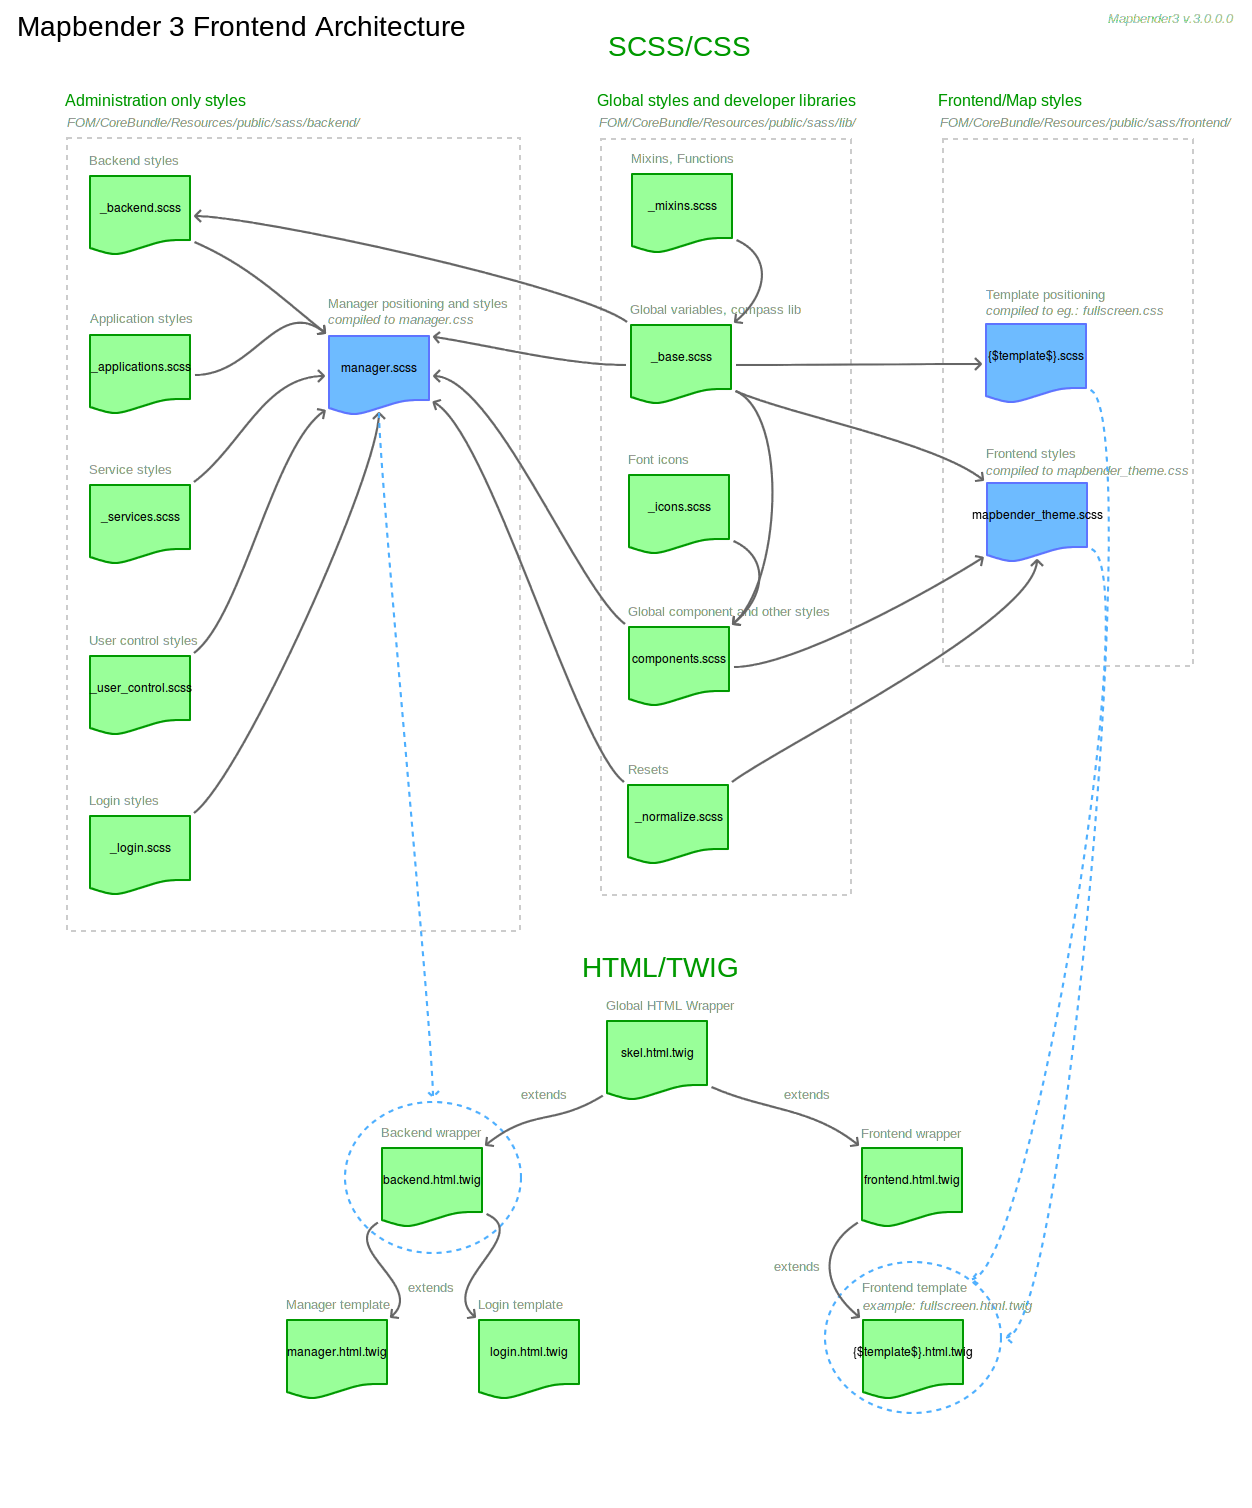 Mapbender 3 Frontend Architecture
Mapbender3 v.3.0.0.0
SCSS/CSS
Administration only styles
FOM/CoreBundle/Resources/public/sass/backend/
Backend styles
_backend.scss
Application styles
_applications.scss
Manager positioning and styles
compiled to manager.css
manager.scss
Service styles
_services.scss
User control styles
_user_control.scss
Login styles
_login.scss
Global styles and developer libraries
FOM/CoreBundle/Resources/public/sass/lib/
Mixins, Functions
_mixins.scss
Global variables, compass lib
_base.scss
Font icons
_icons.scss
Global component and other styles
components.scss
Resets
_normalize.scss
Frontend/Map styles
FOM/CoreBundle/Resources/public/sass/frontend/
Template positioning
compiled to eg.: fullscreen.css
{$template$}.scss
Frontend styles
compiled to mapbender_theme.css
mapbender_theme.scss
HTML/TWIG
Global HTML Wrapper
skel.html.twig
extends
extends
Backend wrapper
backend.html.twig
Frontend wrapper
frontend.html.twig
extends
extends
Manager template
manager.html.twig
Login template
login.html.twig
Frontend template
example: fullscreen.html.twig
{$template$}.html.twig